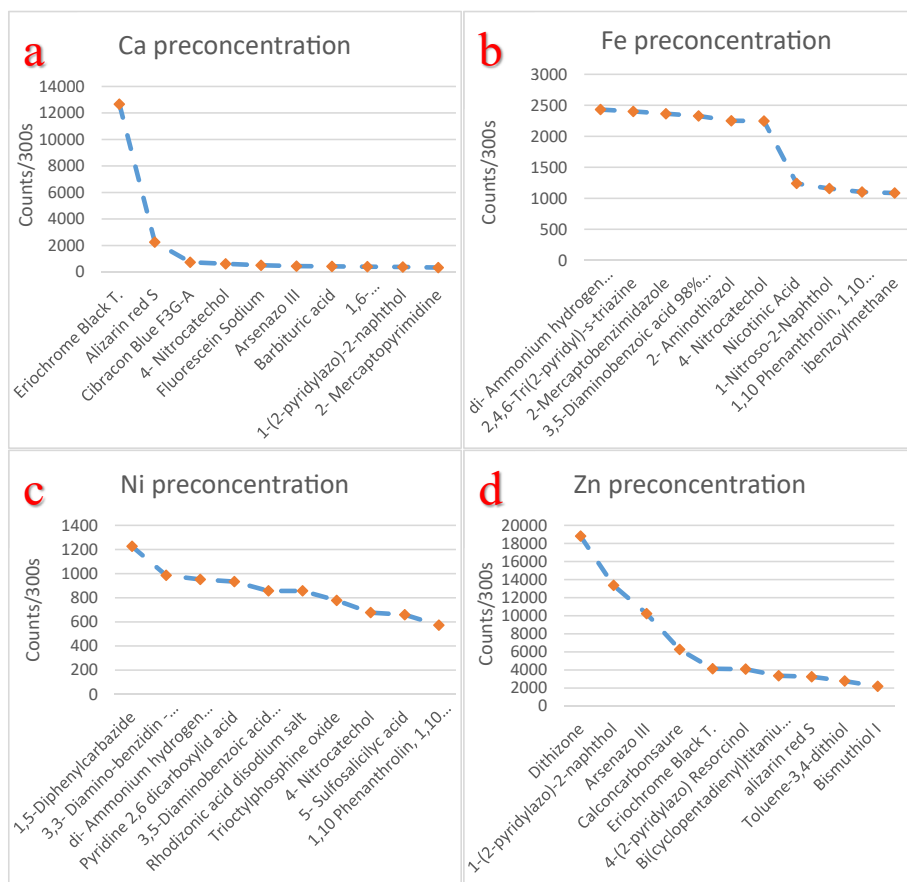 a
Ca preconcentration
Counts/300s
14000
12000
10000
8000
6000
4000
2000
0
Eriochrome Black T.
Alizarin red S
Cibracon Blue F3G-A
4- Nitrocatechol
Fluorescein Sodium
Arsenazo III
Barbituric acid
1,6-...
1-(2-pyridylazo)-2-naphthol
2- Mercaptopyrimidine
b
Fe preconcentration
Counts/300s
3000
2500
2000
1500
1000
500
0
di- Ammonium hydrogen...
2,4,6-Tri(2-pyridyl)-s-triazine
2-Mercaptobenzimidazole
3,5-Diaminobenzoic acid 98%...
2- Aminothiazol
4- Nitrocatechol
Nicotinic Acid
1-Nitroso-2-Naphthol
1,10 Phenanthrolin, 1,10...
ibenzoylmethane
c
Ni preconcentration
Counts/300s
1400
1200
1000
800
600
400
200
0
1,5-Diphenylcarbazide
3,3- Diamino-benzidin -...
di- Ammonium hydrogen...
Pyridine 2,6 dicarboxylid acid
3,5-Diaminobenzoic acid...
Rhodizonic acid disodium salt
Trioctylphosphine oxide
4- Nitrocatechol
5- Sulfosalicilyc acid
1,10 Phenanthrolin, 1,10...
d
Zn preconcentration
Counts/300s
20000
18000
16000
14000
12000
10000
8000
6000
4000
2000
0
Dithizone
1-(2-pyridylazo)-2-naphthol
Arsenazo III
Calconcarbonsaure
Eriochrome Black T.
4-(2-pyridylazo) Resorcinol
Bi(cyclopentadienyl)titaniu...
alizarin red S
Toluene-3,4-dithiol
Bismuthiol I